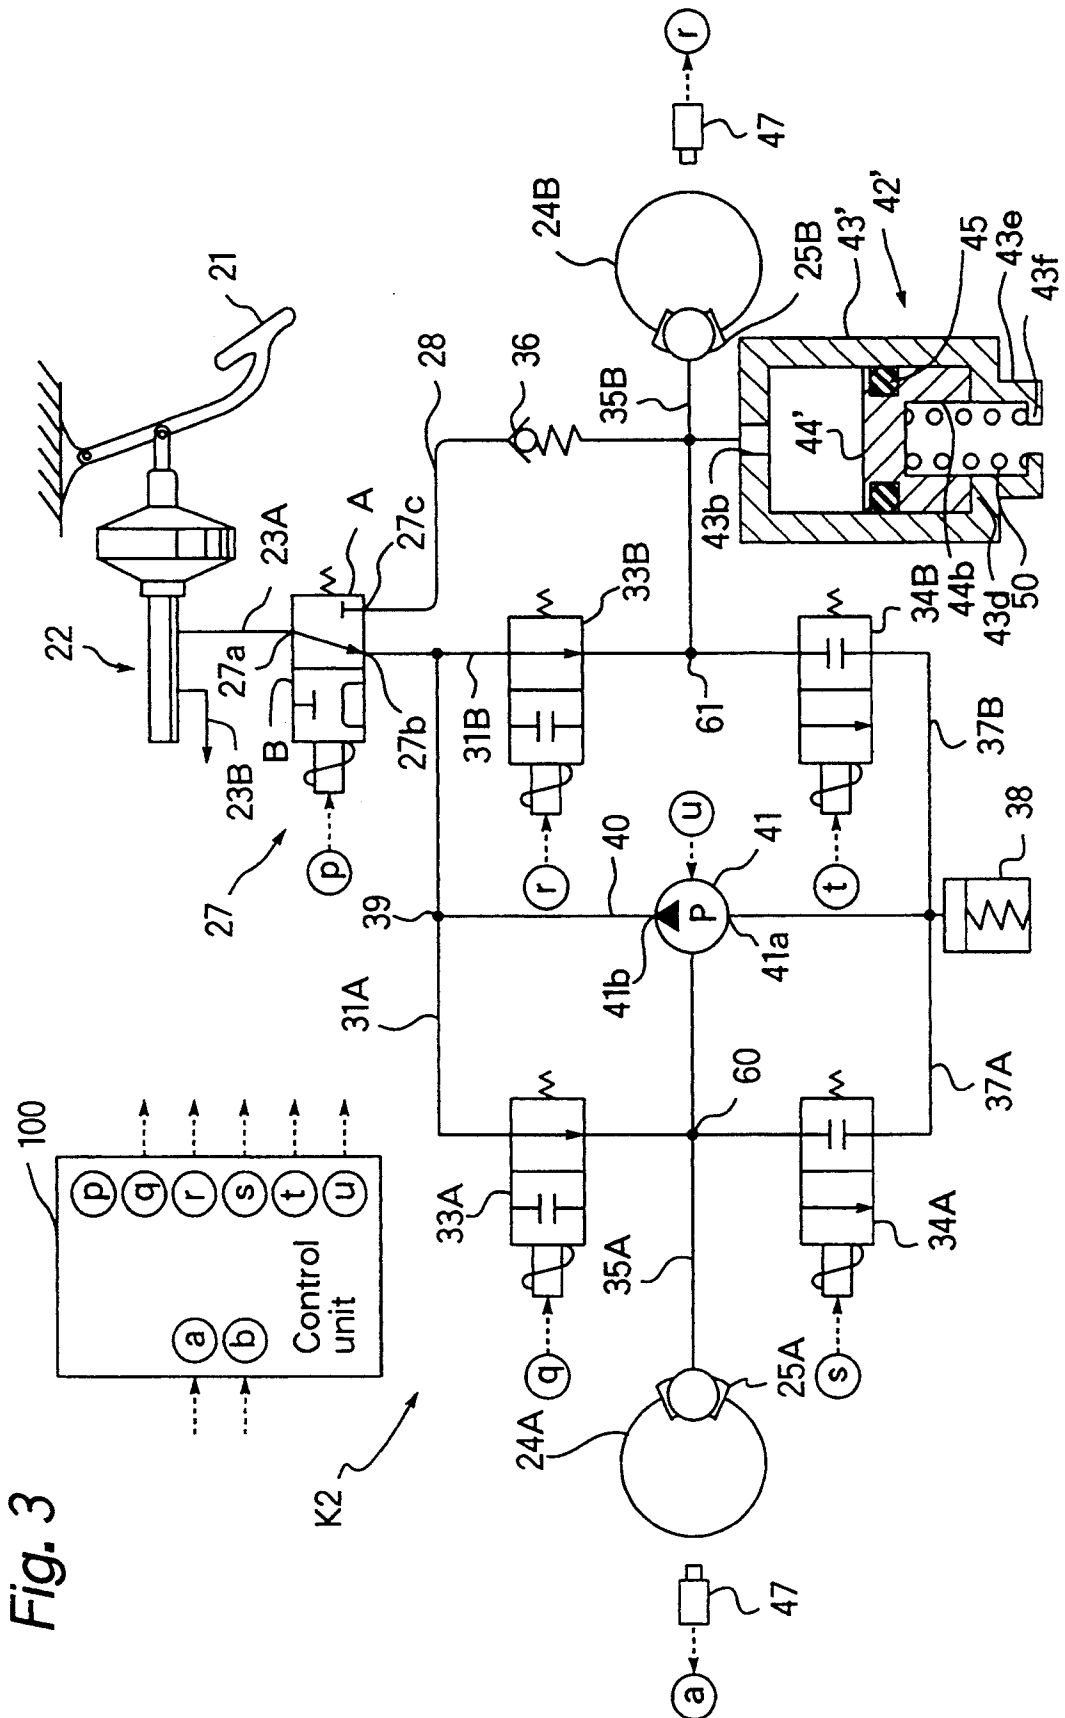 Fig. 3
K2
100
Control
unit
a
b
p
q
r
s
t
u
22
21
23A
23B
27
27a
27b
27c
A
B
p
28
36
39
31A
31B
33A
33B
q
r
40
41
41a
41b
P
u
47
a
24A
25A
35A
60
61
35B
24B
25B
47
r
34A
34B
s
t
37A
37B
38
43b
44'
43'
42'
45
43e
43f
44b
43d
50